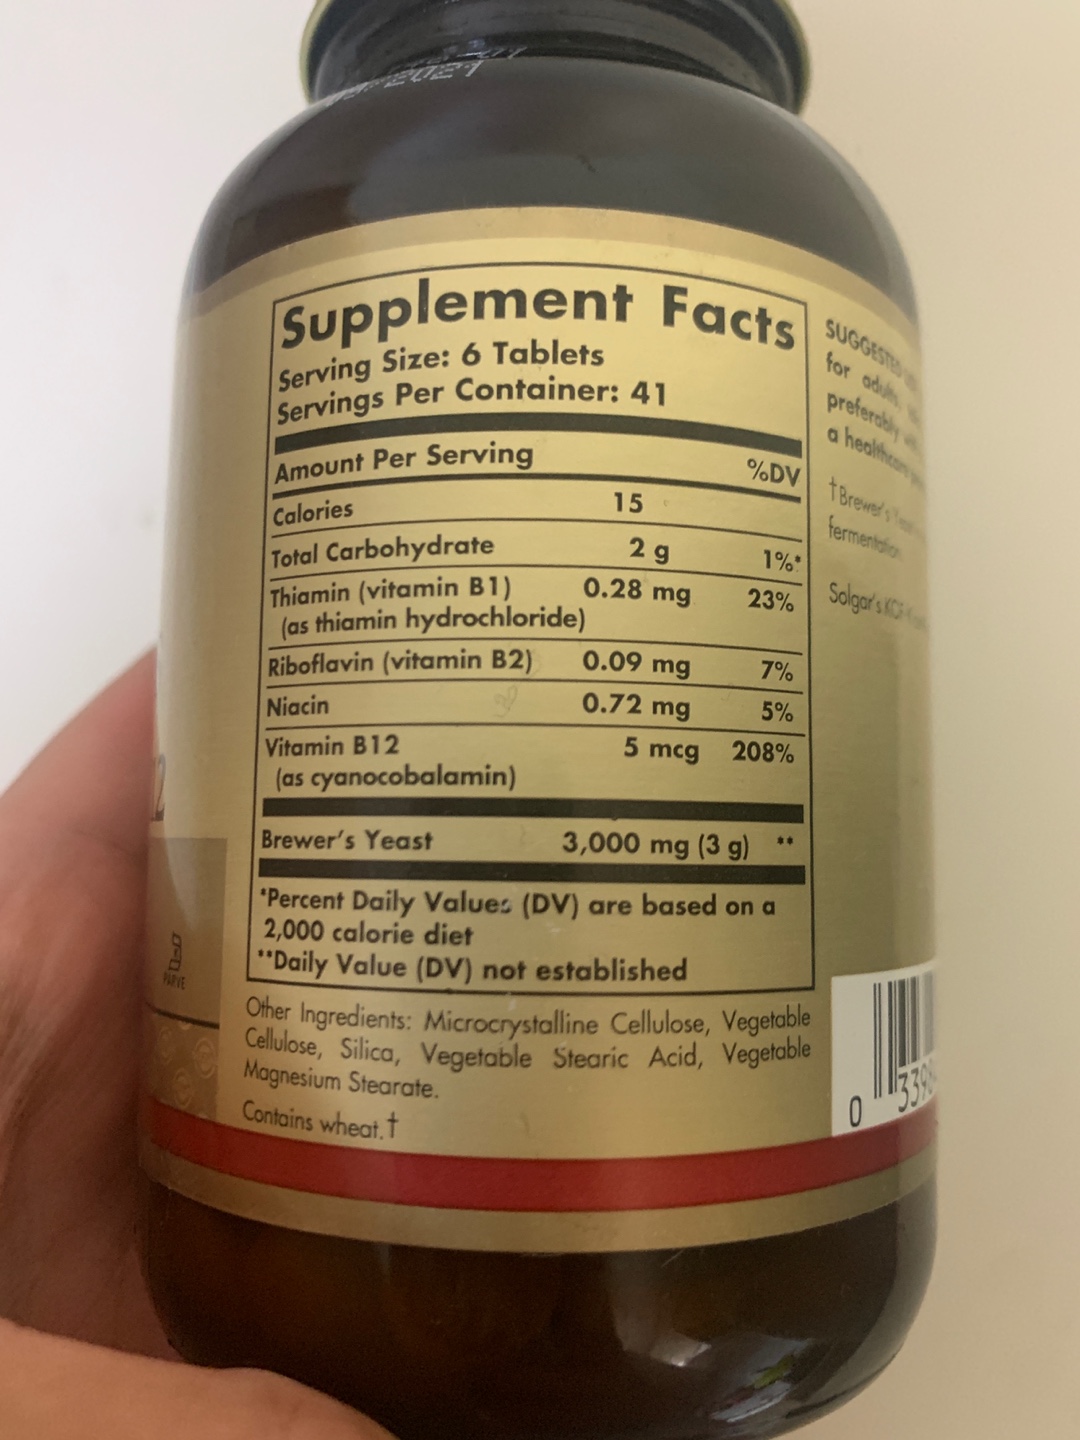 2021
Supplement Facts
Serving Size: 6 Tablets
Servings Per Container: 41
Amount Per Serving %DV
Calories 15
Total Carbohydrate 2 g 1%*
Thiamin (vitamin B1) 0.28 mg 23%
(as thiamin hydrochloride)
Riboflavin (vitamin B2) 0.09 mg 7%
Niacin 0.72 mg 5%
Vitamin B12 5 mcg 208%
(as cyanocobalamin)
Brewer's Yeast 3,000 mg (3 g) **
*Percent Daily Values (DV) are based on a
2,000 calorie diet
**Daily Value (DV) not established
Other Ingredients: Microcrystalline Cellulose, Vegetable
Cellulose, Silica, Vegetable Stearic Acid, Vegetable
Magnesium Stearate.
Contains wheat.†
SUGGESTED
for adults,
preferably
a healthcare
†Brewer's
fermentation
Solgar's
PARVE
0 3398